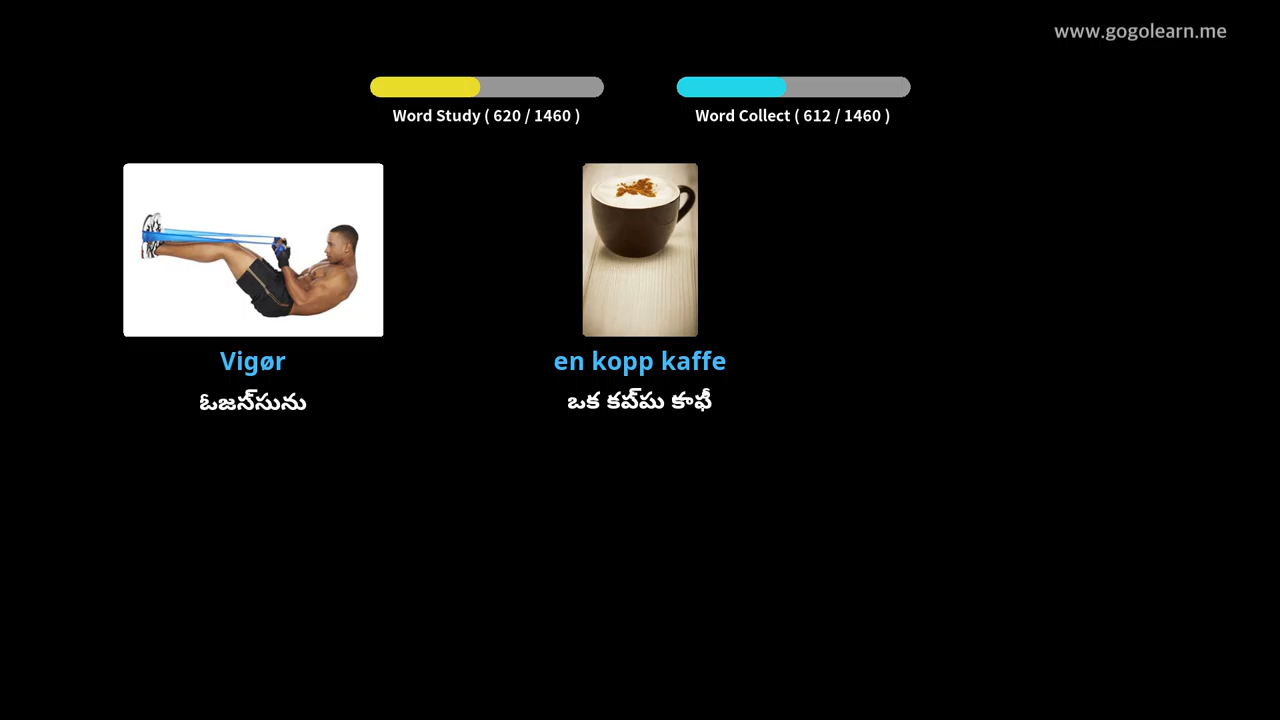 www.gogolearn.me
Word Study ( 620 / 1460 )
Word Collect ( 612 / 1460 )
Vigør
en kopp kaffe
ఓజస్‌సును
ఒక కప్‌పు కాఫీ